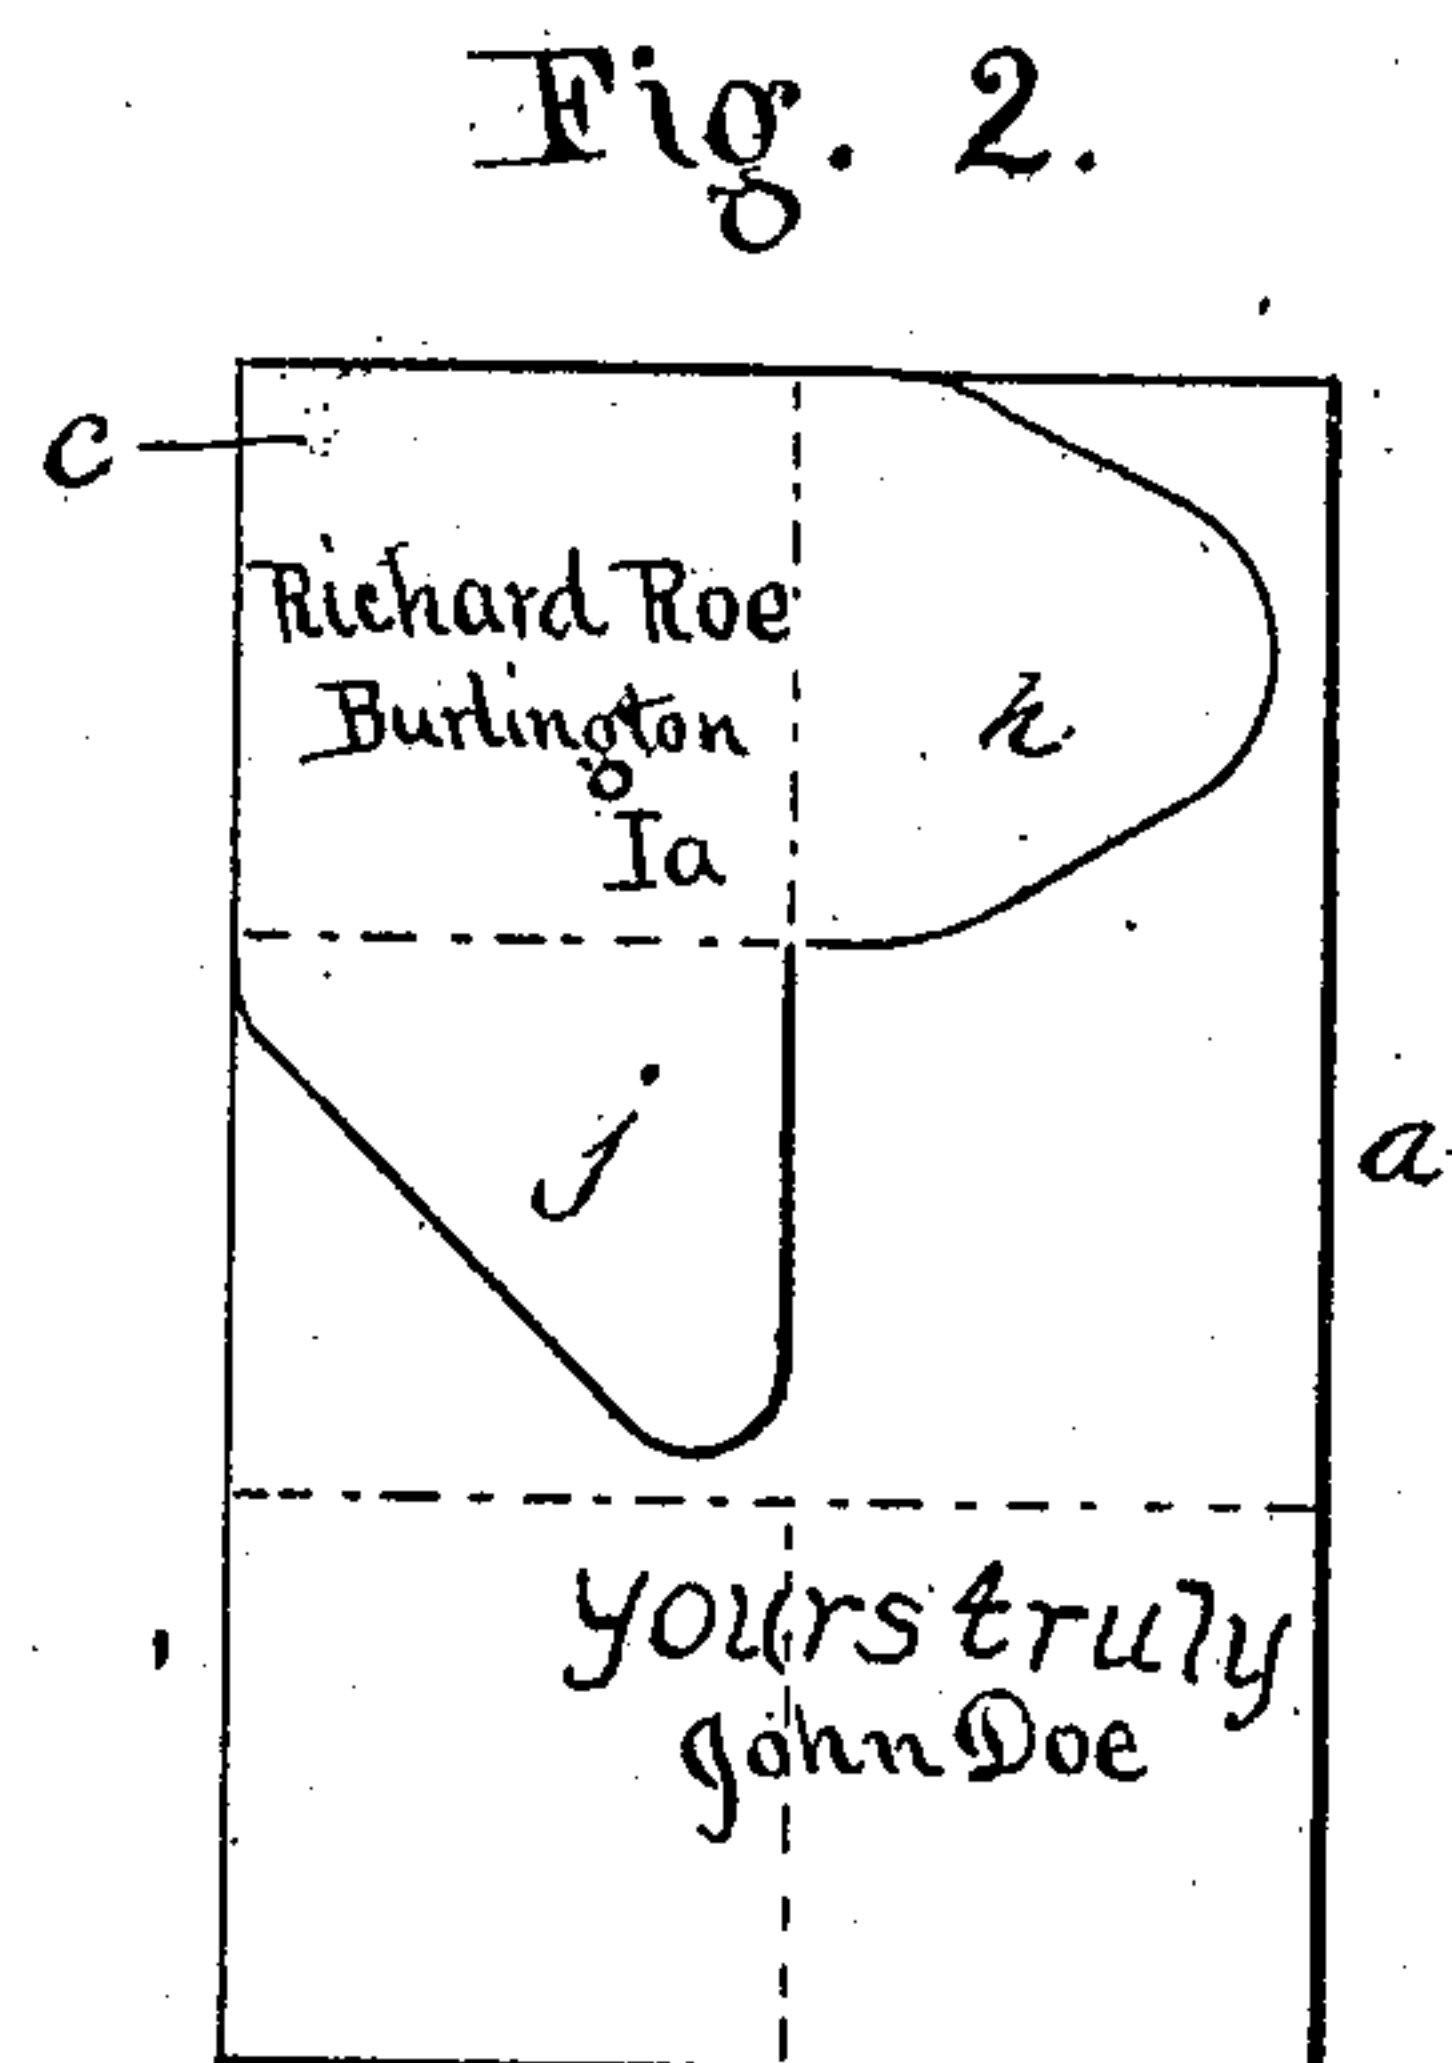 Fig. 2.
c
Richard Roe
Burlington
Ia
k
j
a
yours truly
John Doe